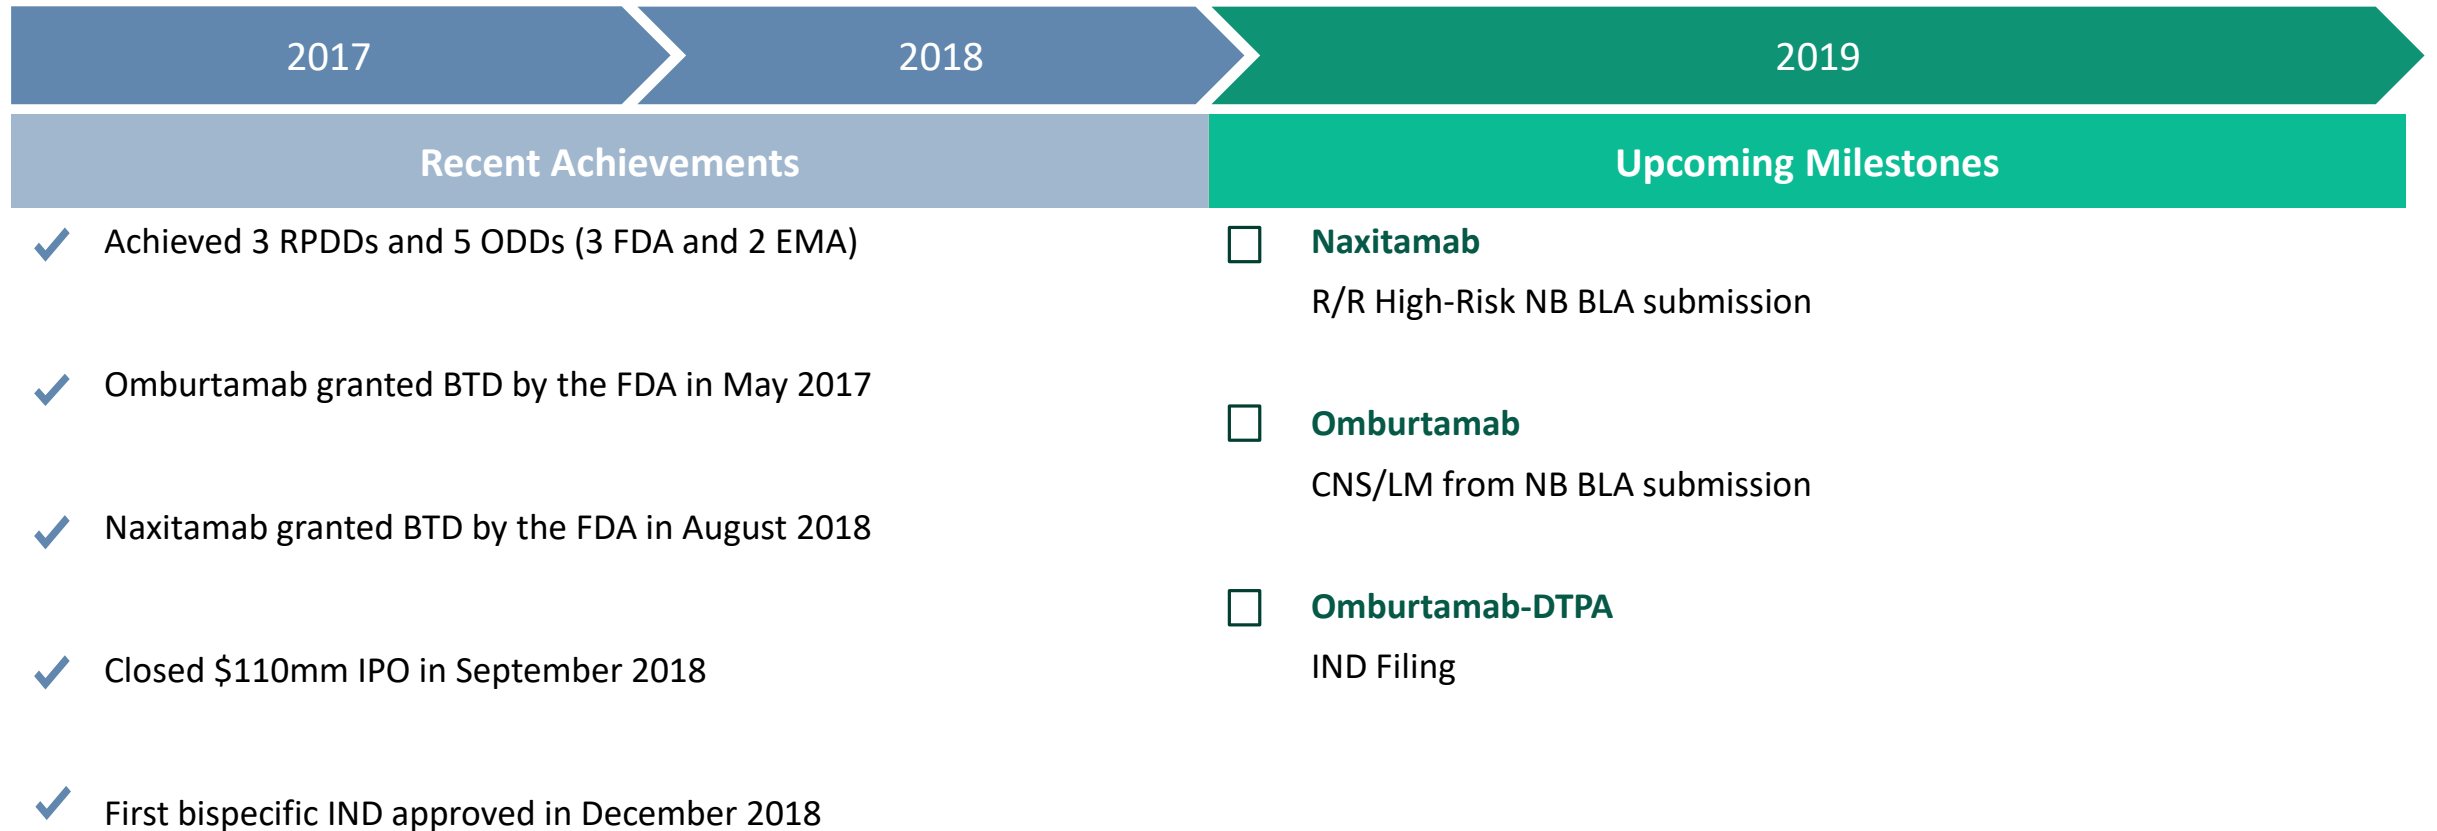 2017
2018
2019
Recent Achievements
Upcoming Milestones
Achieved 3 RPDDs and 5 ODDs (3 FDA and 2 EMA)
Omburtamab granted BTD by the FDA in May 2017
Naxitamab granted BTD by the FDA in August 2018
Closed $110mm IPO in September 2018
First bispecific IND approved in December 2018
Naxitamab
R/R High-Risk NB BLA submission
Omburtamab
CNS/LM from NB BLA submission
Omburtamab-DTPA
IND Filing